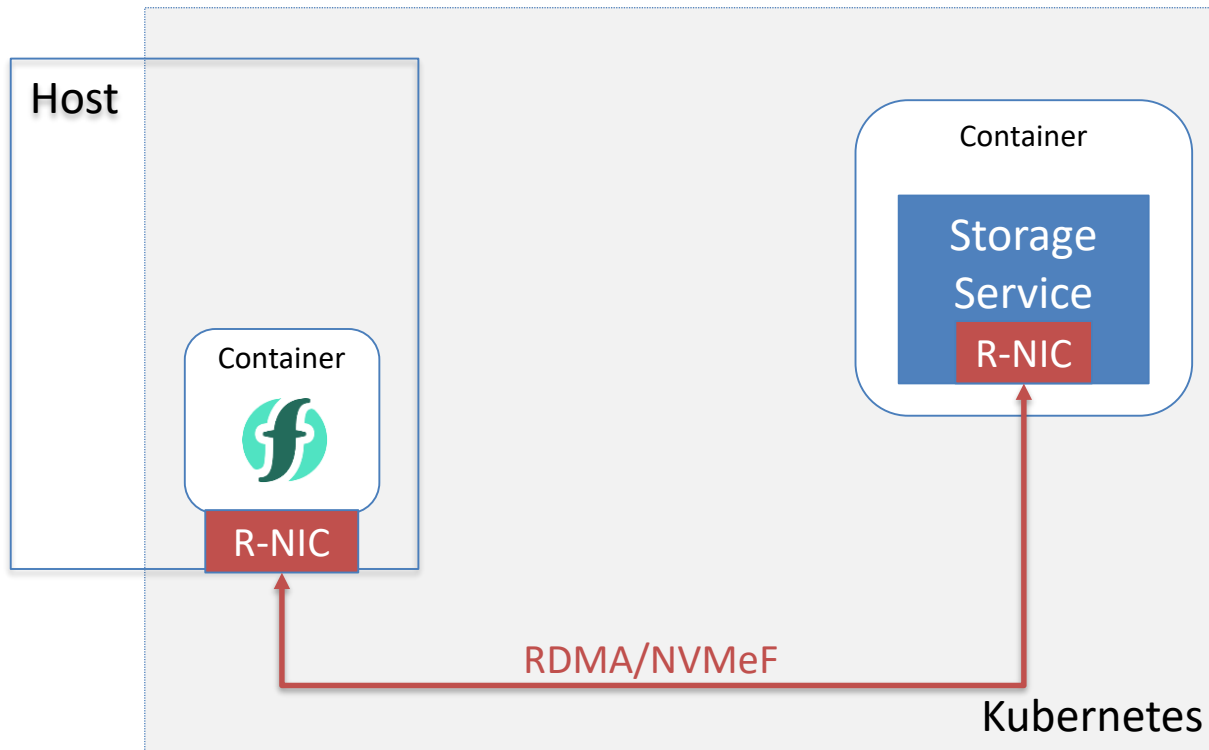 Host
Container
Storage
Service
R-NIC
Container
R-NIC
RDMA/NVMeF
Kubernetes